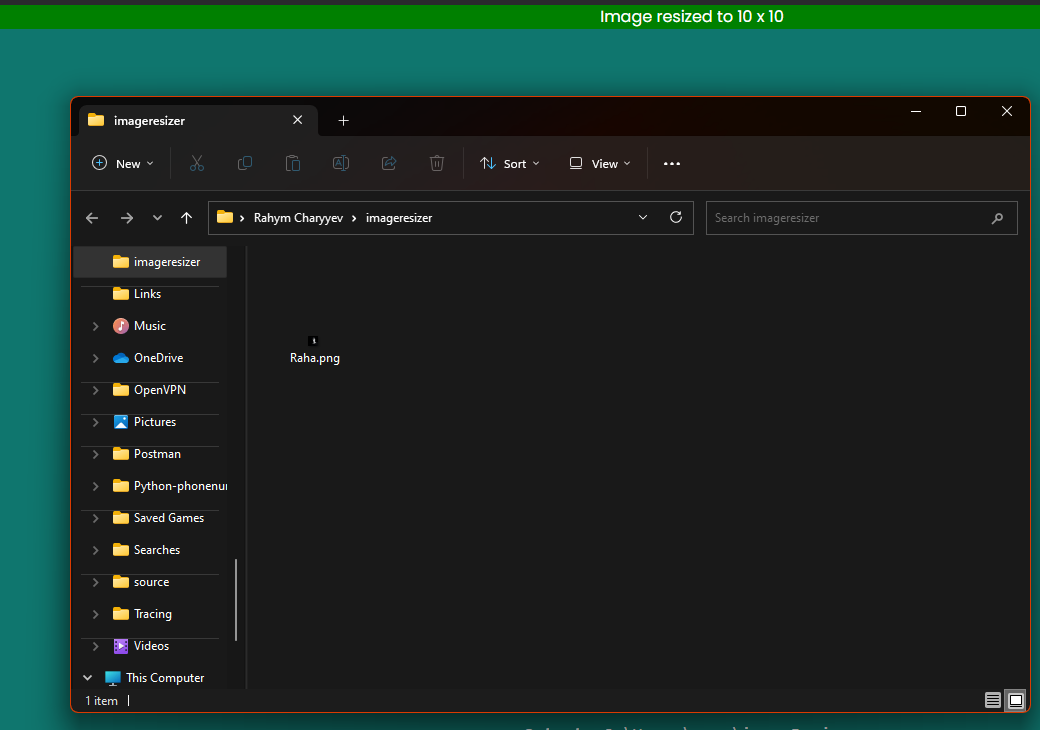 Image resized to 10 x 10
imageresizer
New
Sort
View
Rahym Charyyev
imageresizer
Search imageresizer
imageresizer
Links
Music
OneDrive
OpenVPN
Pictures
Postman
Python-phonenu
Saved Games
Searches
source
Tracing
Videos
This Computer
Raha.png
1 item